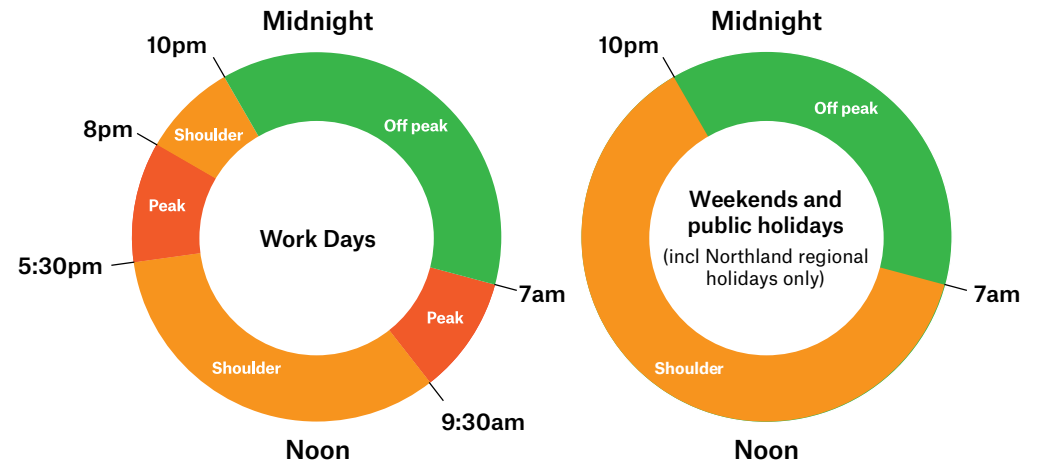 Midnight
10pm
Off peak
Shoulder
8pm
Peak
Work Days
5:30pm
7am
Peak
Shoulder
9:30am
Noon
Midnight
10pm
Off peak
Weekends and
public holidays
(incl Northland regional
holidays only)
7am
Shoulder
Noon